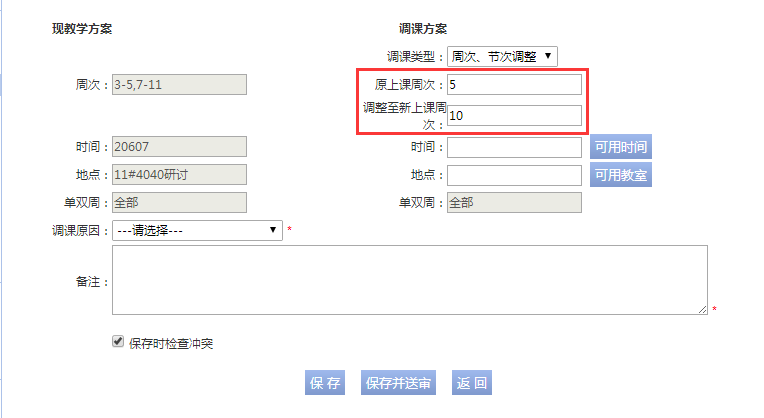 现教学方案 调课方案
调课类型： 周次、节次调整
周次： 3-5,7-11 原上课周次： 5
调整至新上课周次： 10
时间： 20607 时间： 可用时间
地点： 11#4040研讨 地点： 可用教室
单双周： 全部 单双周： 全部
调课原因： ---请选择--- *
备注： *
保存时检查冲突
保 存 保存并送审 返 回